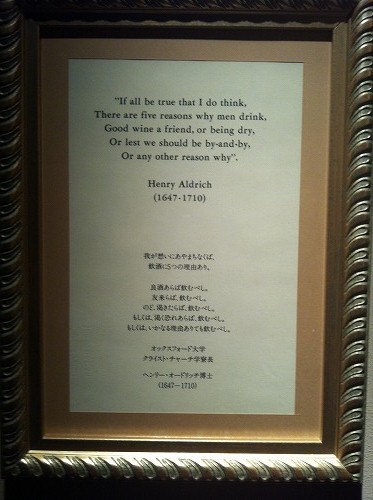 "If all be true that I do think,
There are five reasons why men drink,
Good wine a friend, or being dry,
Or lest we should be by-and-by,
Or any other reason why".
Henry Aldrich
(1647-1710)
我が想いにあやまちなくば、
飲酒に5つの理由あり。
良酒あらば飲むべし。
友来らば、飲むべし。
のど、渇きたらば、飲むべし。
もしくは、渇く恐れあらば、飲むべし。
もしくは、いかなる理由ありても飲むべし。
オックスフォード大学
クライスト・チャーチ学寮長
ヘンリー・オードリッチ博士
(1647－1710)